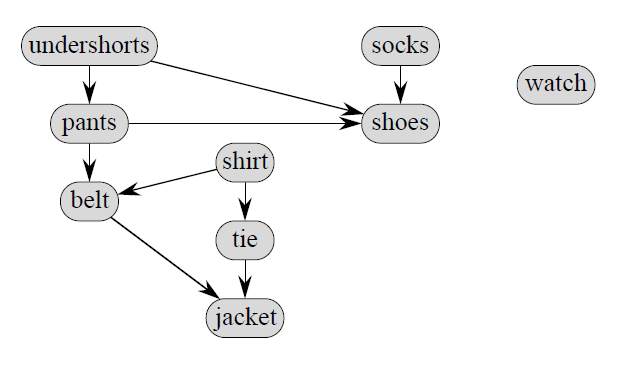 undershorts
socks
watch
pants
shoes
shirt
belt
tie
jacket